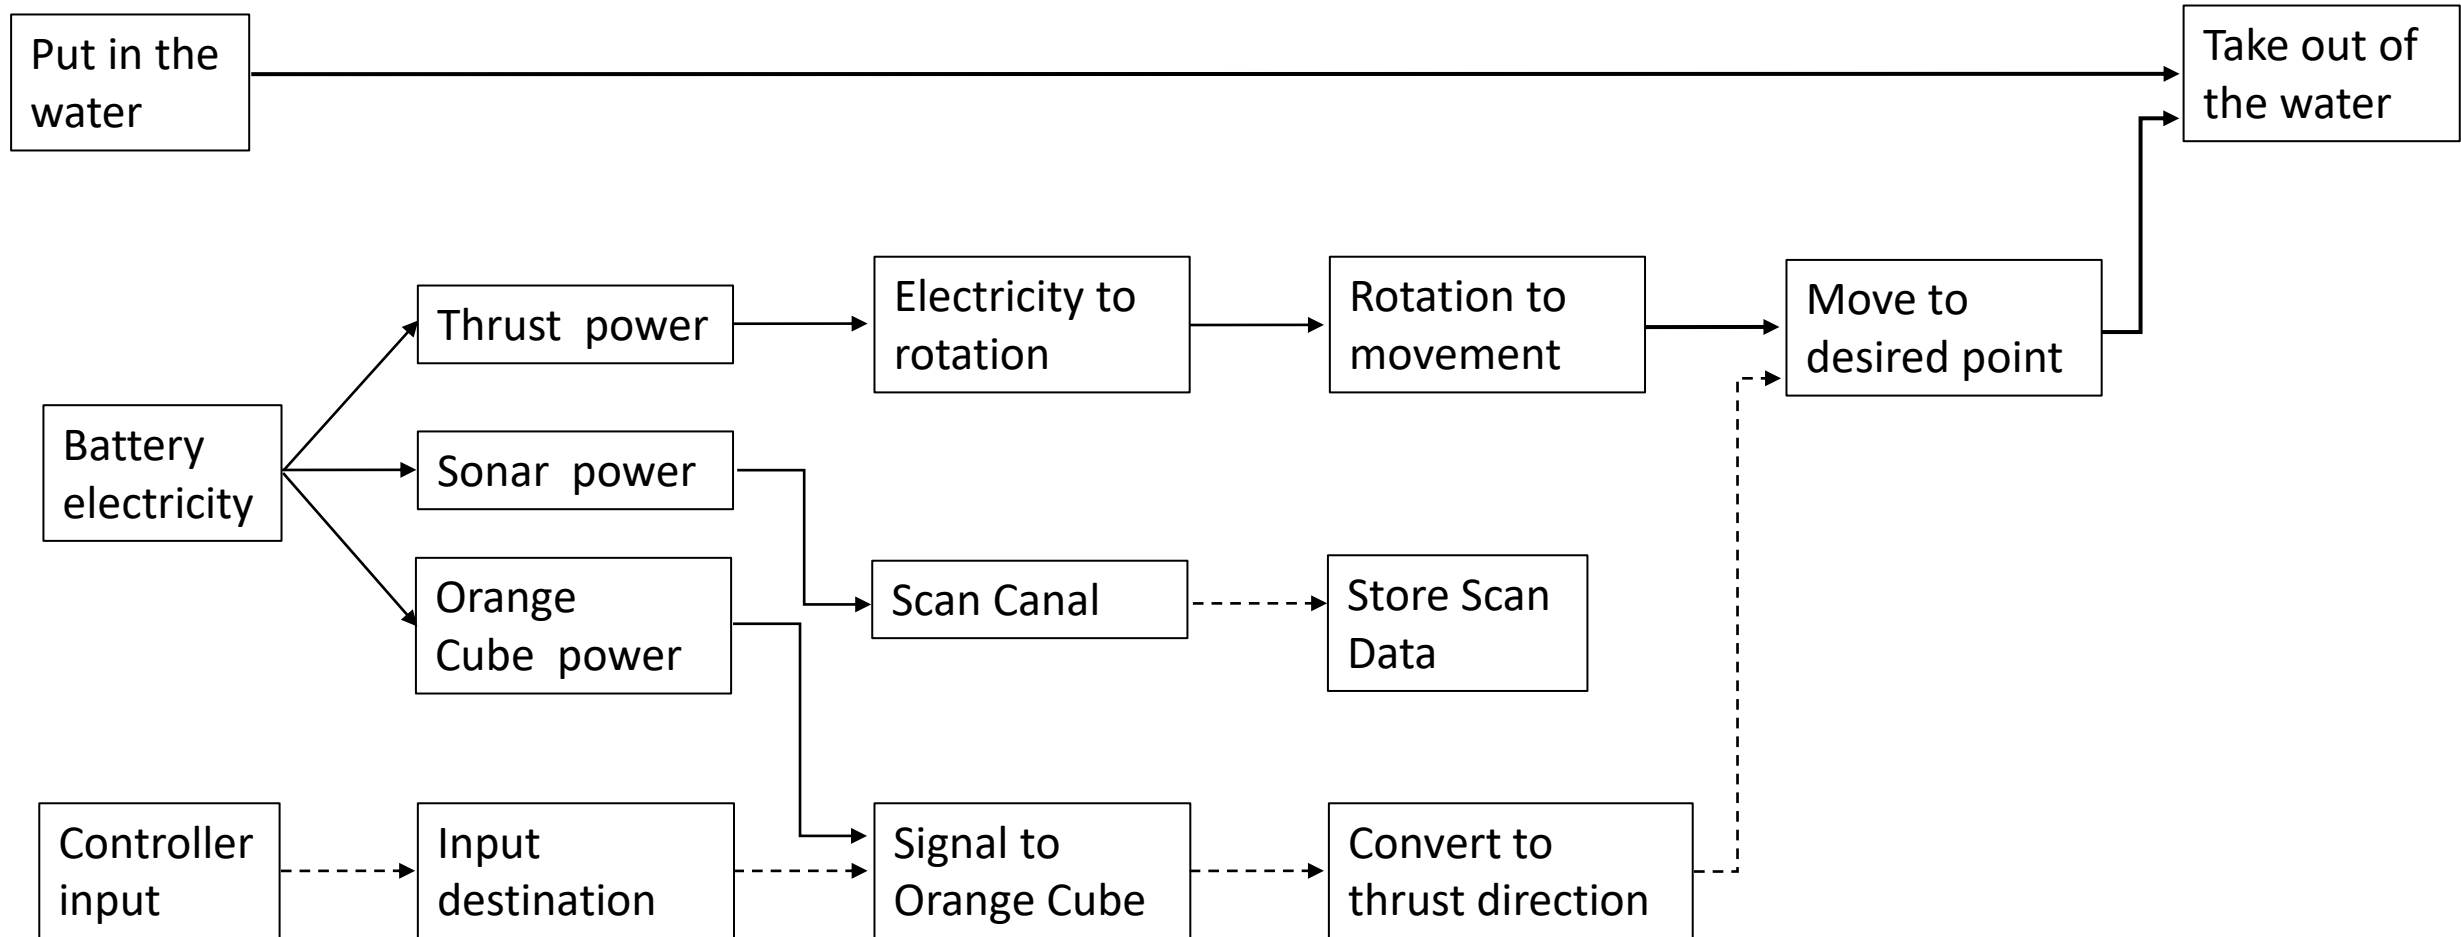 Put in the
water
Take out of
the water
Thrust  power
Electricity to
rotation
Rotation to
movement
Move to
desired point
Battery
electricity
Sonar  power
Orange
Cube  power
Scan Canal
Store Scan
Data
Controller
input
Input
destination
Signal to
Orange Cube
Convert to
thrust direction